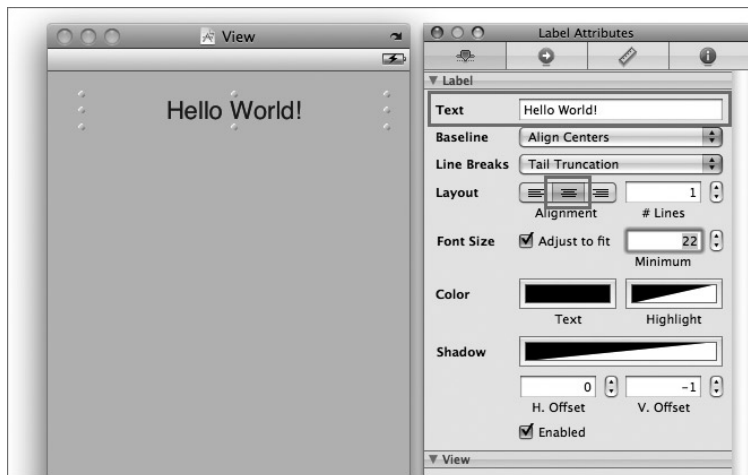 View
Hello World!
Label Attributes
Label
Text Hello World!
Baseline Align Centers
Line Breaks Tail Truncation
Layout 1
Alignment # Lines
Font Size Adjust to fit 22
Minimum
Color
Text Highlight
Shadow
0 -1
H. Offset V. Offset
Enabled
View